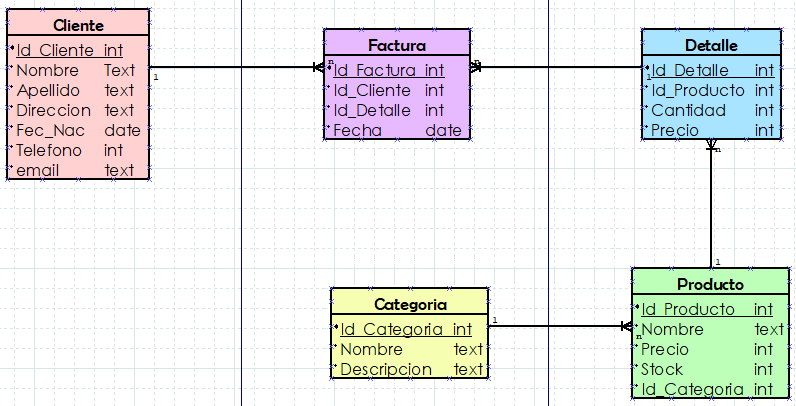 Cliente
Id_Cliente int
Nombre Text
Apellido text
Direccion text
Fec_Nac date
Telefono int
email text
1
Factura
n
Id_Factura int
Id_Cliente int
Id_Detalle int
Fecha date
n
Detalle
1
Id_Detalle int
Id_Producto int
Cantidad int
Precio int
n
Categoria
Id_Categoria int
Nombre text
Descripcion text
1
1
Producto
Id_Producto int
Nombre text
n
Precio int
Stock int
Id_Categoria int